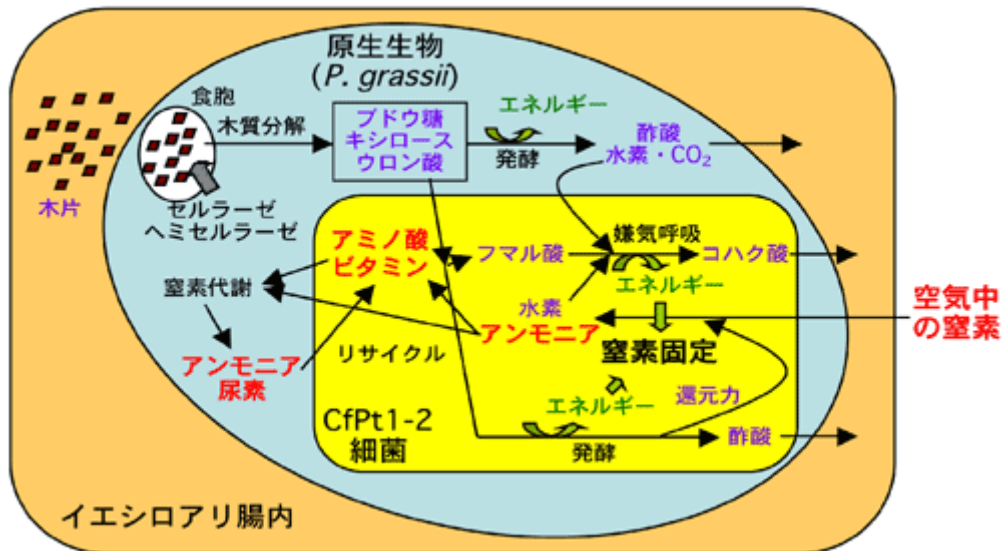 原生生物
(P. grassii)
食胞
木質分解
ブドウ糖
キシロース
ウロン酸
エネルギー
発酵
酢酸
水素・CO₂
木片
セルラーゼ
ヘミセルラーゼ
アミノ酸
ビタミン
フマル酸
嫌気呼吸
コハク酸
エネルギー
窒素代謝
水素
アンモニア
空気中
の窒素
窒素固定
アンモニア
尿素
リサイクル
エネルギー
還元力
CfPt1-2
細菌
発酵
酢酸
イエシロアリ腸内